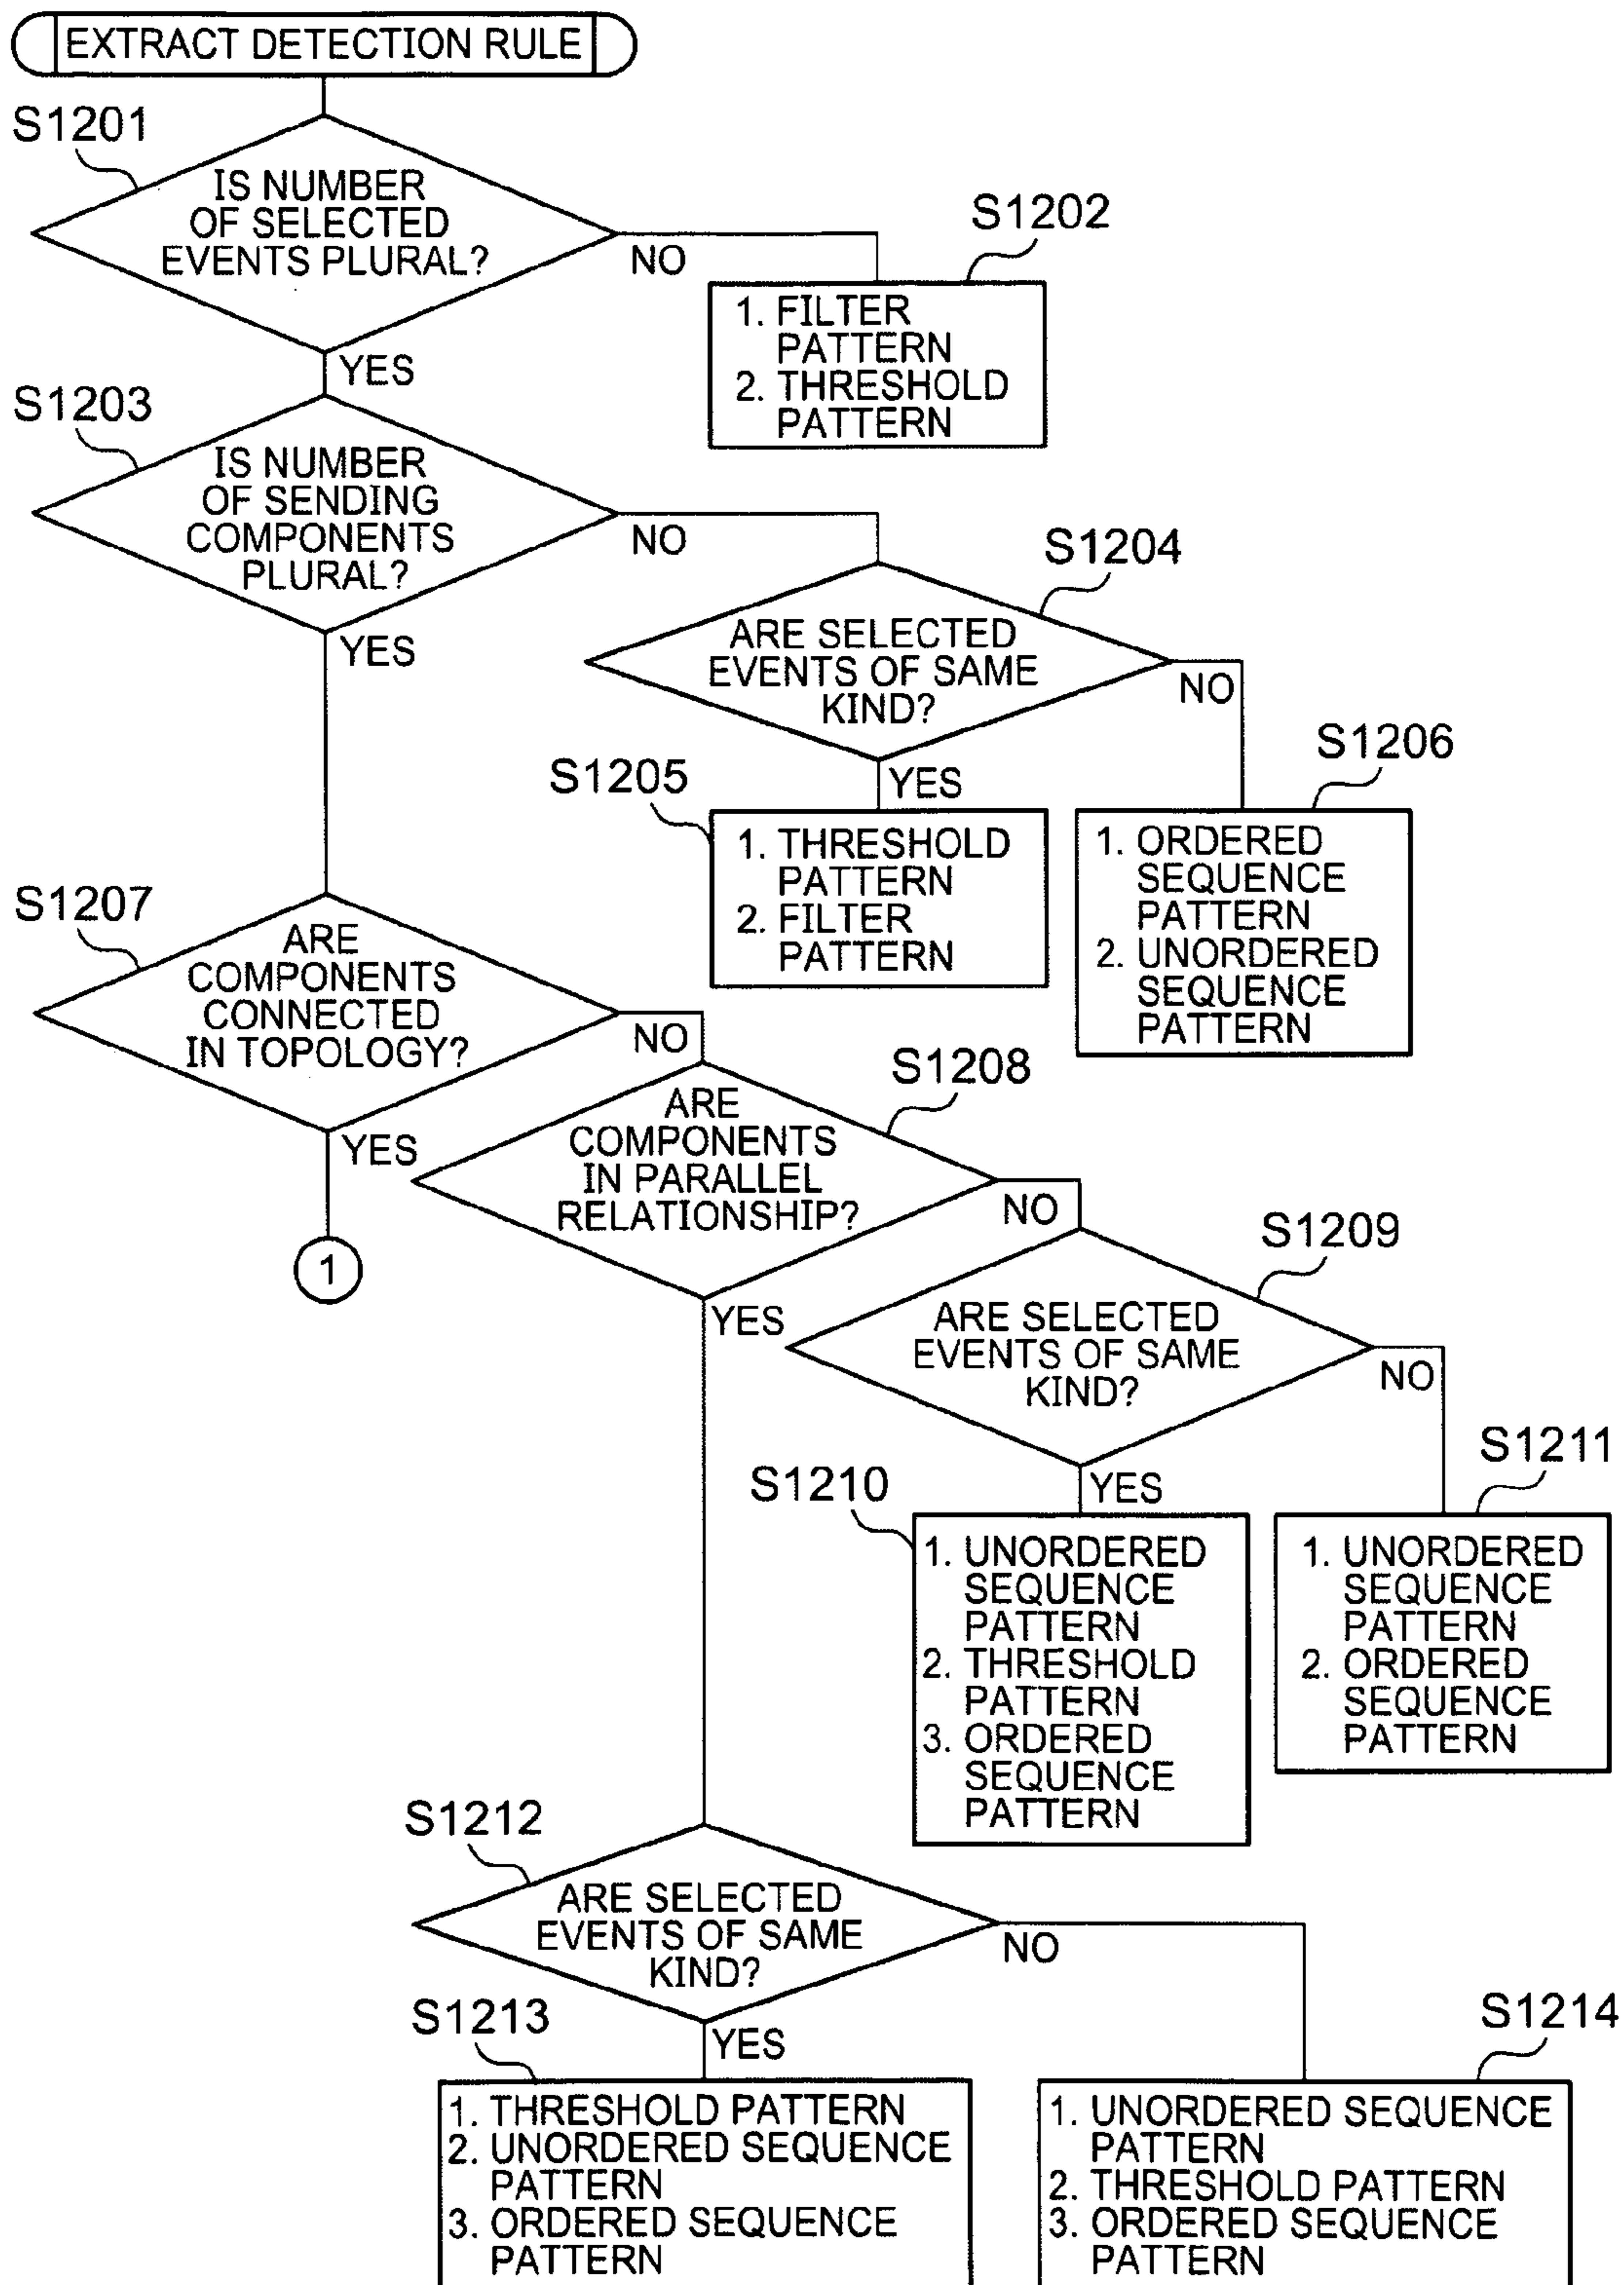 EXTRACT DETECTION RULE
S1201
IS NUMBER
OF SELECTED
EVENTS PLURAL?
NO
YES
S1202
1. FILTER
PATTERN
2. THRESHOLD
PATTERN
S1203
IS NUMBER
OF SENDING
COMPONENTS
PLURAL?
NO
YES
S1204
ARE SELECTED
EVENTS OF SAME
KIND?
NO
YES
S1205
1. THRESHOLD
PATTERN
2. FILTER
PATTERN
S1206
1. ORDERED
SEQUENCE
PATTERN
2. UNORDERED
SEQUENCE
PATTERN
S1207
ARE
COMPONENTS
CONNECTED
IN TOPOLOGY?
NO
YES
1
S1208
ARE
COMPONENTS
IN PARALLEL
RELATIONSHIP?
NO
YES
S1209
ARE SELECTED
EVENTS OF SAME
KIND?
NO
YES
S1210
1. UNORDERED
SEQUENCE
PATTERN
2. THRESHOLD
PATTERN
3. ORDERED
SEQUENCE
PATTERN
S1211
1. UNORDERED
SEQUENCE
PATTERN
2. ORDERED
SEQUENCE
PATTERN
S1212
ARE SELECTED
EVENTS OF SAME
KIND?
NO
YES
S1213
1. THRESHOLD PATTERN
2. UNORDERED SEQUENCE
PATTERN
3. ORDERED SEQUENCE
PATTERN
S1214
1. UNORDERED SEQUENCE
PATTERN
2. THRESHOLD PATTERN
3. ORDERED SEQUENCE
PATTERN